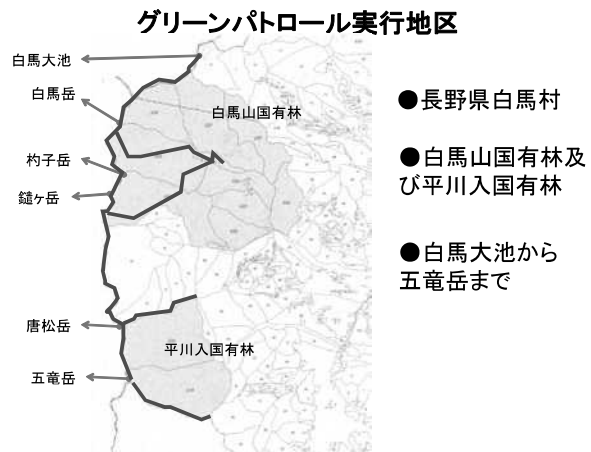 グリーンパトロール実行地区
白馬大池
白馬岳
白馬山国有林
杓子岳
鑓ヶ岳
唐松岳
平川入国有林
五竜岳
●長野県白馬村
●白馬山国有林及
び平川入国有林
●白馬大池から
五竜岳まで